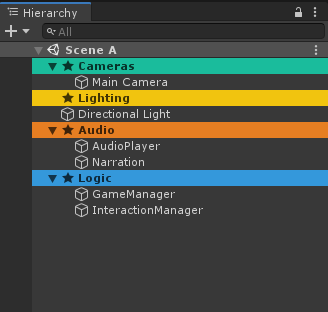 Hierarchy
All
Scene A
Cameras
Main Camera
Lighting
Directional Light
Audio
AudioPlayer
Narration
Logic
GameManager
InteractionManager